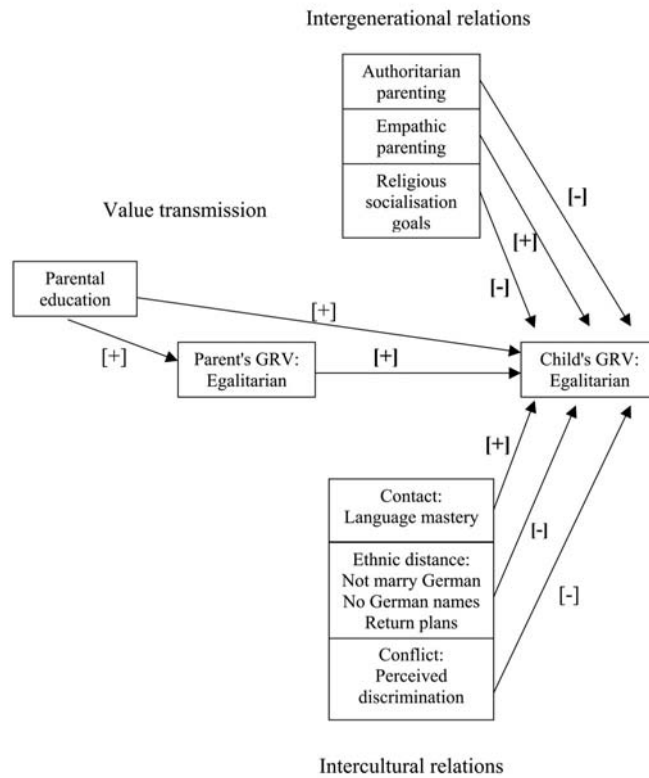 Intergenerational relations
Authoritarian
parenting
Empathic
parenting
Religious
socialisation
goals
[-]
[+]
[-]
Value transmission
Parental
education
[+]
[+]
Parent's GRV:
Egalitarian
[+]
Child's GRV:
Egalitarian
[+]
Contact:
Language mastery
[-]
Ethnic distance:
Not marry German
No German names
Return plans
[-]
Conflict:
Perceived
discrimination
Intercultural relations